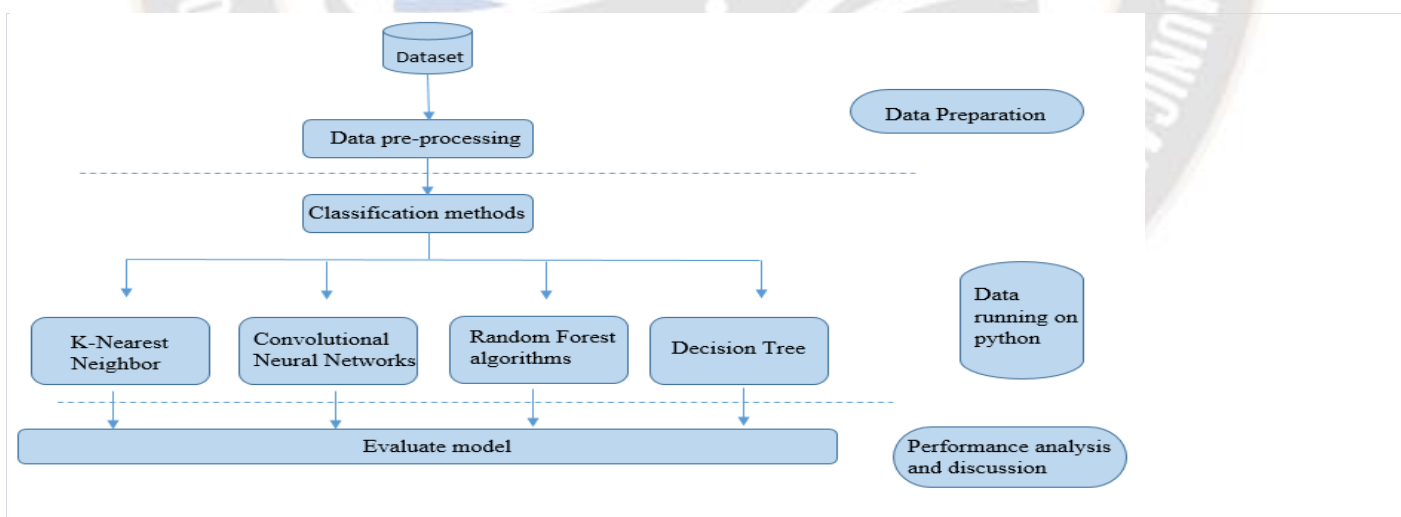 Dataset
Data Preparation
Data pre-processing
Classification methods
K-Nearest
Neighbor
Convolutional
Neural Networks
Random Forest
algorithms
Decision Tree
Data
running on
python
Evaluate model
Performance analysis
and discussion